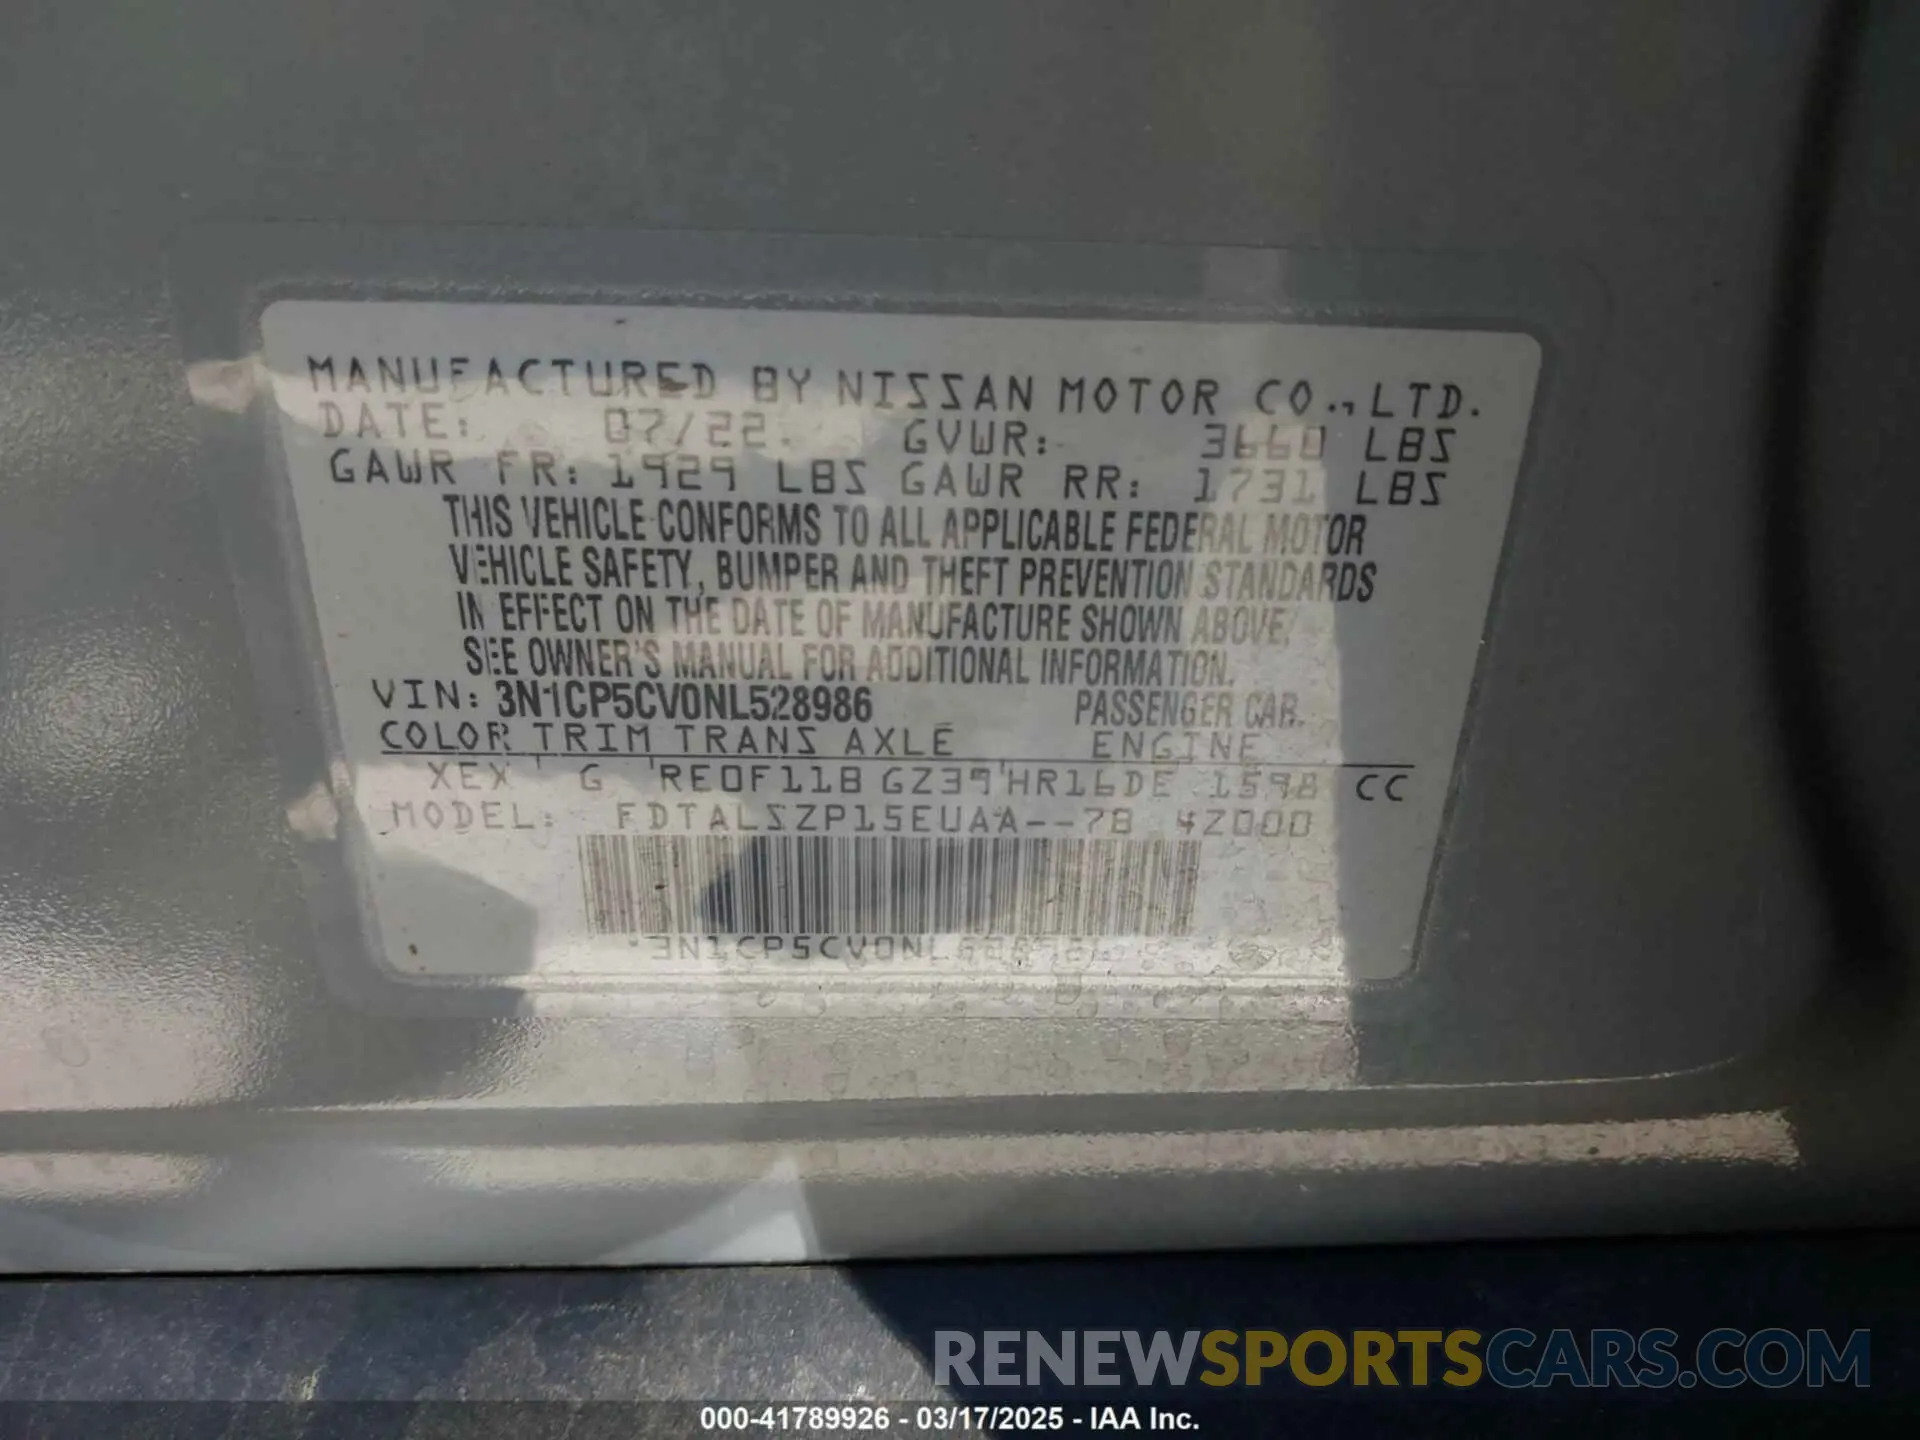 MANUFACTURED BY NISSAN MOTOR CO., LTD.
DATE: 07/22. GVWR: 3660 LBS
GAWR FR: 1929 LBS GAWR RR: 1731 LBS
THIS VEHICLE CONFORMS TO ALL APPLICABLE FEDERAL MOTOR
VEHICLE SAFETY, BUMPER AND THEFT PREVENTION STANDARDS
IN EFFECT ON THE DATE OF MANUFACTURE SHOWN ABOVE.
SEE OWNER'S MANUAL FOR ADDITIONAL INFORMATION.
VIN: 3N1CP5CV0NL528986 PASSENGER CAR.
COLOR TRIM TRANS AXLE ENGINE
XEX G RE0F11B GZ39 HR16DE 1598 CC
MODEL: FDTALSZP15EUAA--78 4Z000
RENEWSPORTSCARS.COM
000-41789926 - 03/17/2025 - IAA Inc.